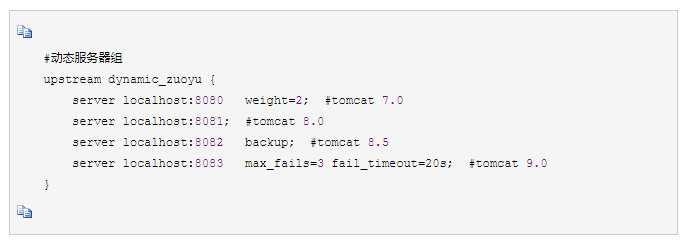 #动态服务器组
upstream dynamic_zuoyu {
    server localhost:8080   weight=2;  #tomcat 7.0
    server localhost:8081;  #tomcat 8.0
    server localhost:8082   backup;  #tomcat 8.5
    server localhost:8083   max_fails=3 fail_timeout=20s;  #tomcat 9.0
}